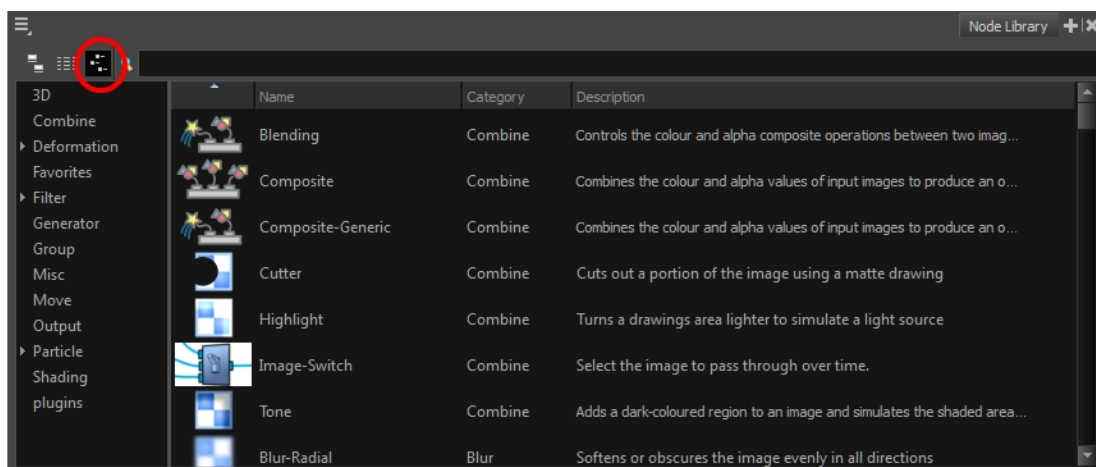 Node Library
3D
Combine
Deformation
Favorites
Filter
Generator
Group
Misc
Move
Output
Particle
Shading
plugins
Name Category Description
Blending Combine Controls the colour and alpha composite operations between two imag...
Composite Combine Combines the colour and alpha values of input images to produce an o...
Composite-Generic Combine Combines the colour and alpha values of input images to produce an o...
Cutter Combine Cuts out a portion of the image using a matte drawing
Highlight Combine Turns a drawings area lighter to simulate a light source
Image-Switch Combine Select the image to pass through over time.
Tone Combine Adds a dark-coloured region to an image and simulates the shaded area...
Blur-Radial Blur Softens or obscures the image evenly in all directions